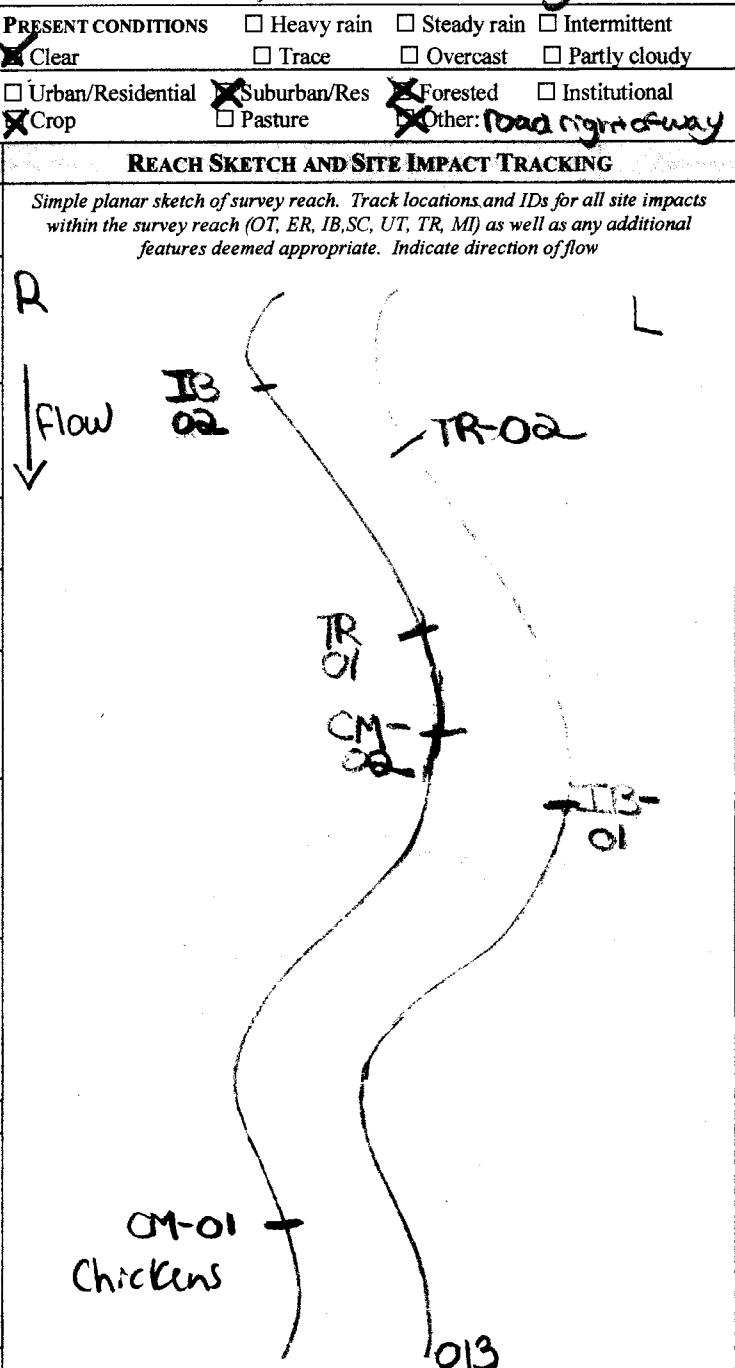 PRESENT CONDITIONS ☐ Heavy rain ☐ Steady rain ☐ Intermittent
☒ Clear ☐ Trace ☐ Overcast ☐ Partly cloudy
☐ Urban/Residential ☒ Suburban/Res ☒ Forested ☐ Institutional
☒ Crop ☐ Pasture ☒ Other: road right of way
REACH SKETCH AND SITE IMPACT TRACKING
Simple planar sketch of survey reach. Track locations and IDs for all site impacts
within the survey reach (OT, ER, IB,SC, UT, TR, MI) as well as any additional
features deemed appropriate. Indicate direction of flow
R
L
IB
02
flow
TR-02
TR
01
CM-
02
IB-
01
CM-01
Chickens
013